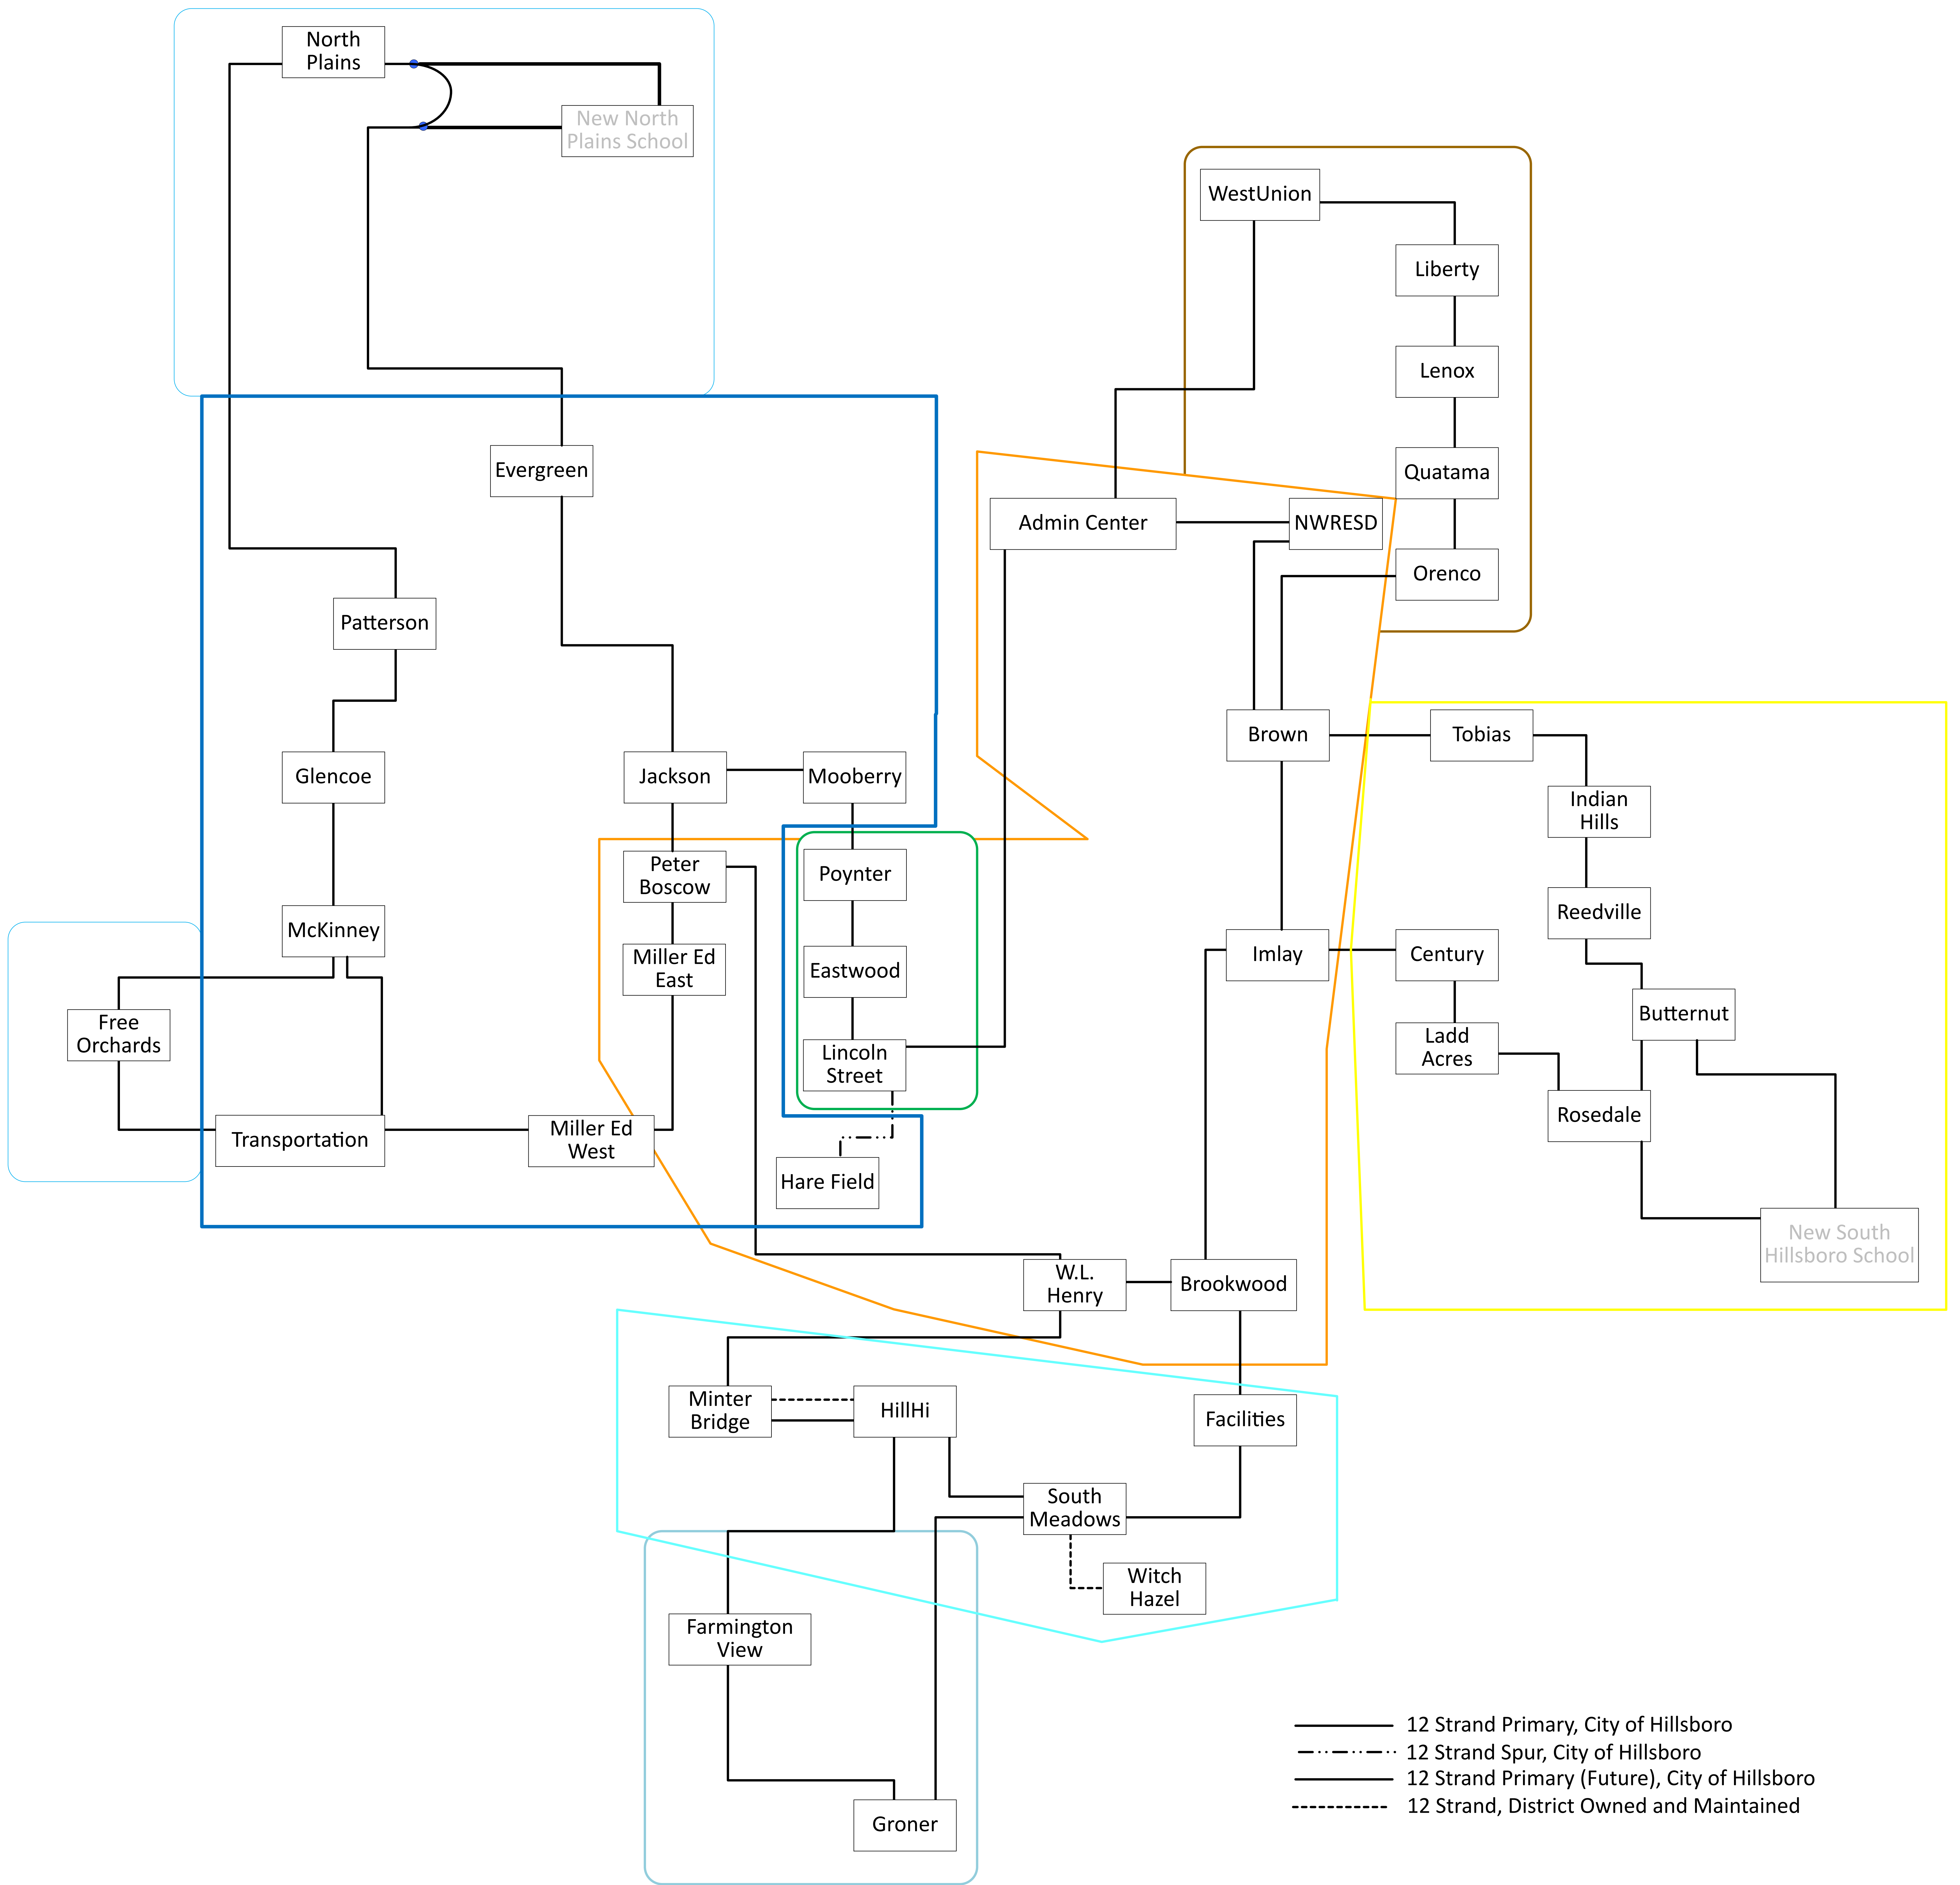 North
Plains
New North
Plains School
WestUnion
Liberty
Lenox
Evergreen
Quatama
Admin Center
NWRESD
Orenco
Patterson
Brown
Tobias
Glencoe
Jackson
Mooberry
Indian
Hills
Peter
Boscow
Poynter
Reedville
McKinney
Miller Ed
East
Eastwood
Imlay
Century
Free
Orchards
Butternut
Ladd
Acres
Lincoln
Street
Transportation
Miller Ed
West
Rosedale
Hare Field
New South
Hillsboro School
W.L.
Henry
Brookwood
Minter
Bridge
HillHi
Facilities
South
Meadows
Witch
Hazel
Farmington
View
Groner
12 Strand Primary, City of Hillsboro
12 Strand Spur, City of Hillsboro
12 Strand Primary (Future), City of Hillsboro
12 Strand, District Owned and Maintained